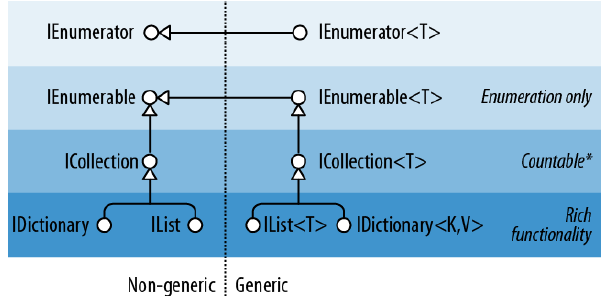 IEnumerator IEnumerator<T>
IEnumerable IEnumerable<T> Enumeration only
ICollection ICollection<T> Countable*
IDictionary IList IList<T> IDictionary<K,V> Rich
functionality
Non-generic Generic